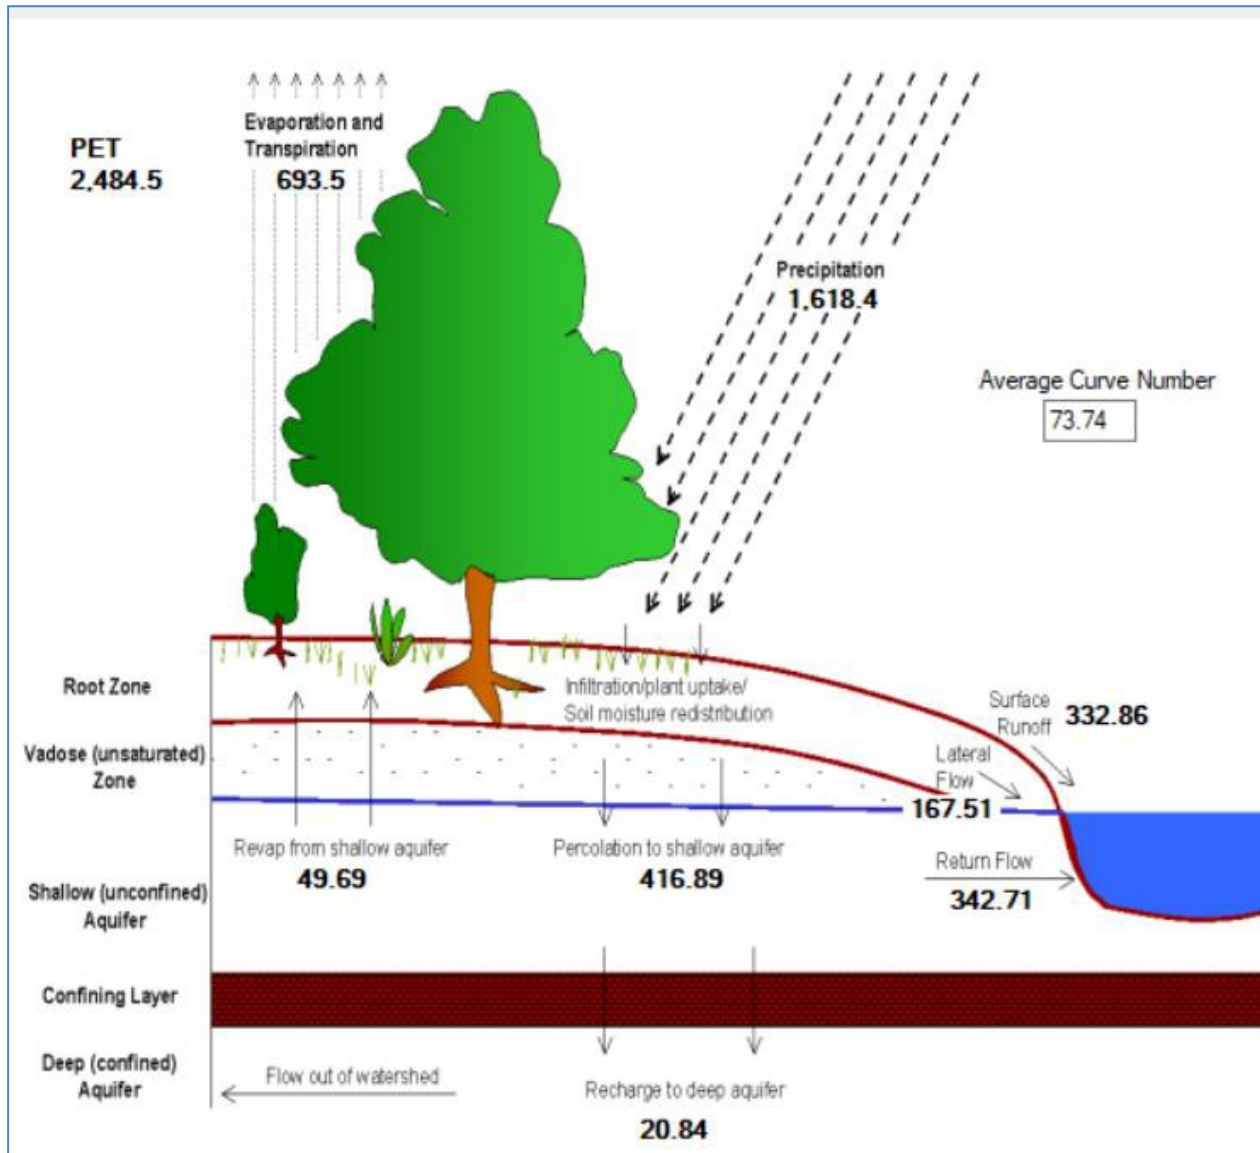 PET
2,484.5
Evaporation and
Transpiration
693.5
Precipitation
1,618.4
Average Curve Number
73.74
Root Zone
Infiltration/plant uptake/
Soil moisture redistribution
Surface
Runoff
332.86
Vadose (unsaturated)
Zone
Lateral
Flow
167.51
Revap from shallow aquifer
49.69
Percolation to shallow aquifer
416.89
Return Flow
342.71
Shallow (unconfined)
Aquifer
Confining Layer
Deep (confined)
Aquifer
Flow out of watershed
Recharge to deep aquifer
20.84